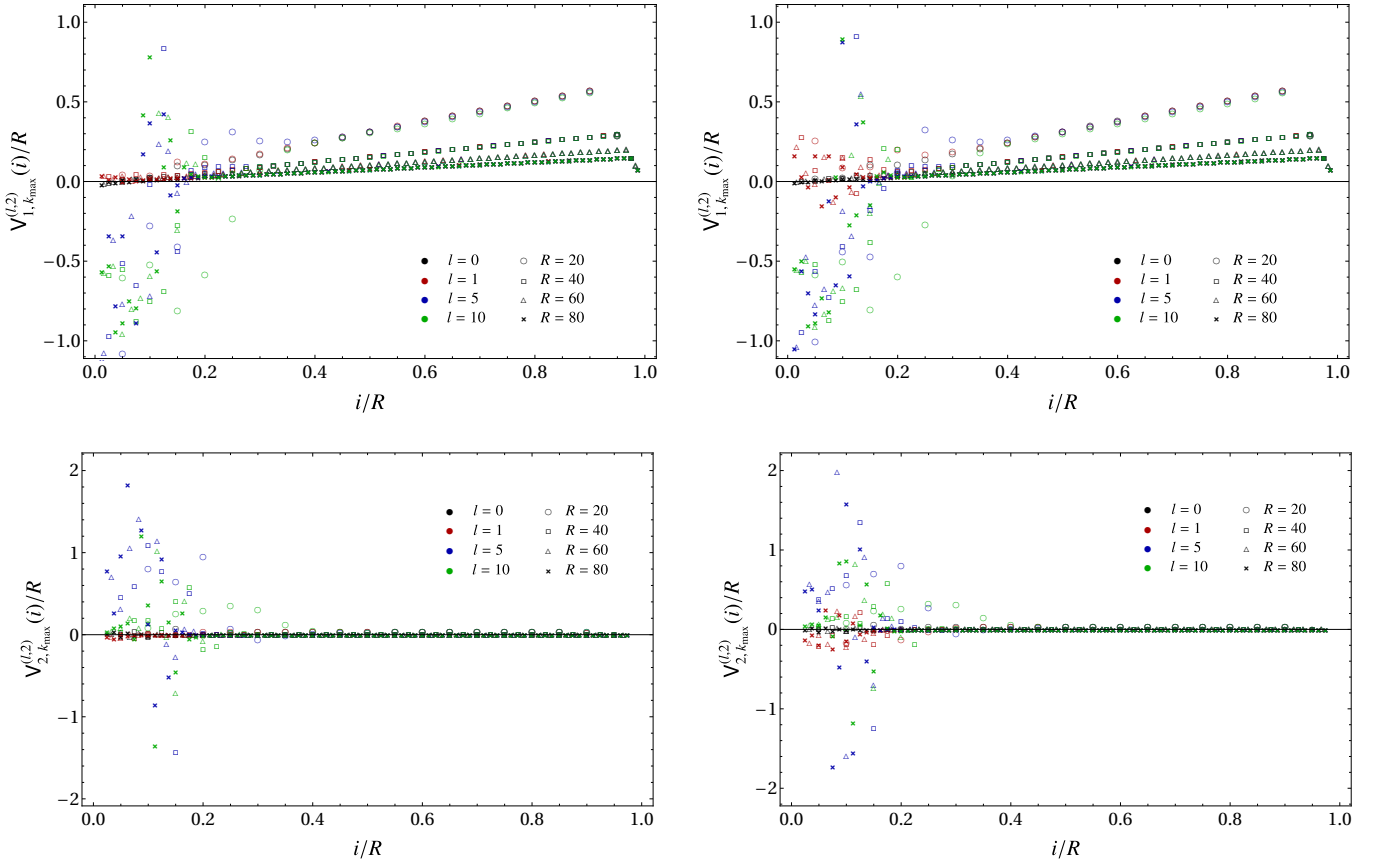 V^{(l,2)}_{1,k_max}(i)/R
1.0
0.5
0.0
−0.5
−1.0
l = 0 R = 20
l = 1 R = 40
l = 5 R = 60
l = 10 R = 80
0.0 0.2 0.4 0.6 0.8 1.0
i/R
V^{(l,2)}_{1,k_max}(i)/R
1.0
0.5
0.0
−0.5
−1.0
l = 0 R = 20
l = 1 R = 40
l = 5 R = 60
l = 10 R = 80
0.0 0.2 0.4 0.6 0.8 1.0
i/R
V^{(l,2)}_{2,k_max}(i)/R
2
1
0
−1
−2
l = 0 R = 20
l = 1 R = 40
l = 5 R = 60
l = 10 R = 80
0.0 0.2 0.4 0.6 0.8 1.0
i/R
V^{(l,2)}_{2,k_max}(i)/R
2
1
0
−1
−2
l = 0 R = 20
l = 1 R = 40
l = 5 R = 60
l = 10 R = 80
0.0 0.2 0.4 0.6 0.8 1.0
i/R